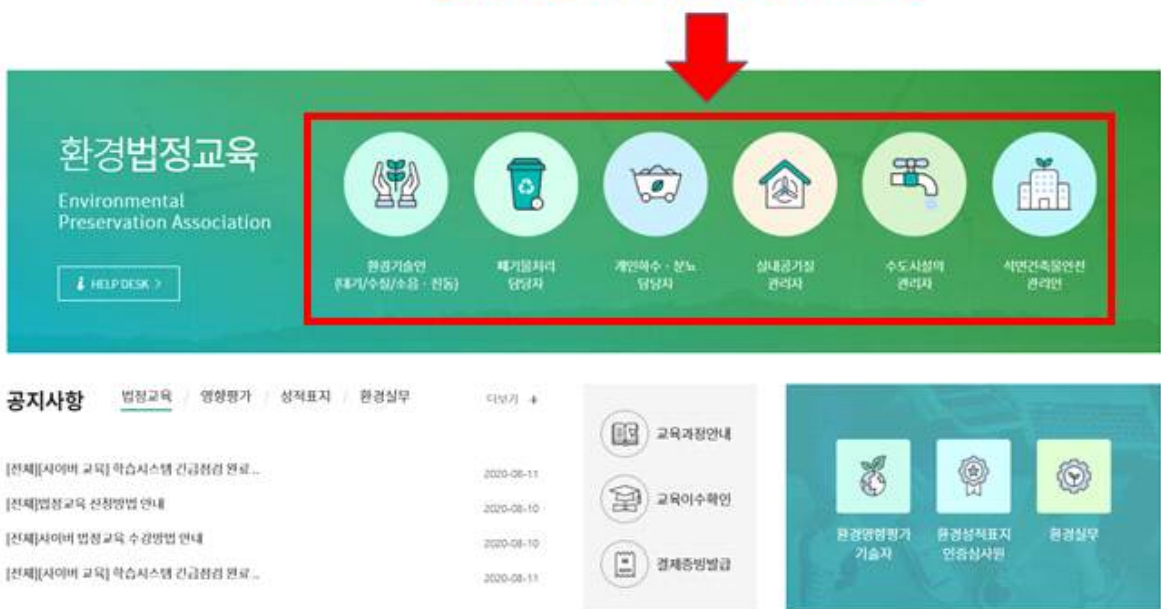 환경법정교육
Environmental
Preservation Association
HELP DESK >
환경기술인
(대기/수질/소음 · 진동)
폐기물처리
담당자
개인하수 · 분뇨
담당자
실내공기질
관리자
수도시설의
관리자
석면건축물안전
관리인
공지사항
법정교육 / 영향평가 / 성적표지 / 환경실무
더보기 +
[전체][사이버 교육] 학습시스템 긴급점검 완료...
2020-08-11
[전체]법정교육 신청방법 안내
2020-08-10
[전체]사이버 법정교육 수강방법 안내
2020-08-10
[전체][사이버 교육] 학습시스템 긴급점검 완료...
2020-08-11
교육과정안내
교육이수확인
결제증빙발급
환경영향평가
기술자
환경성적표지
인증심사원
환경실무